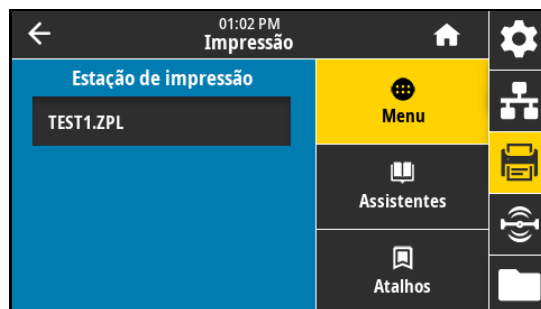 01:02 PM
Impressão
Estação de impressão
TEST1.ZPL
Menu
Assistentes
Atalhos